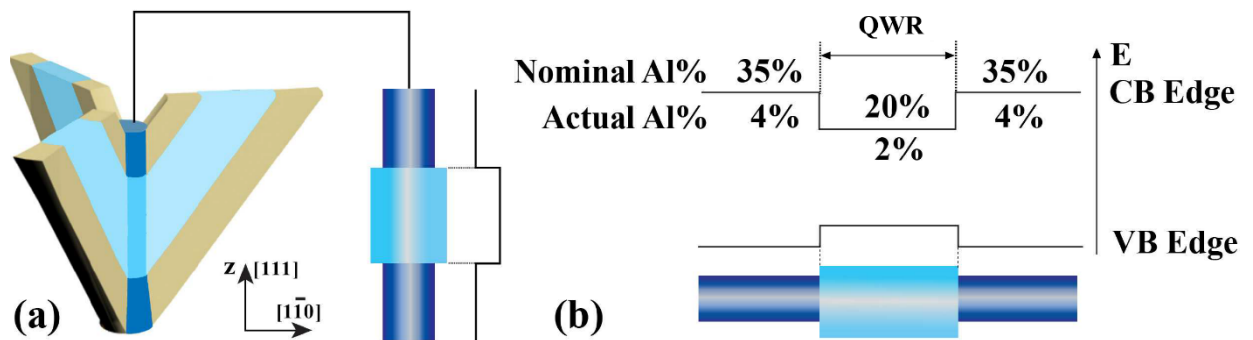 (a)
z [111]
[11̅0]
(b)
QWR
Nominal Al% 35% 35%
Actual Al% 4% 20% 4%
2%
E
CB Edge
VB Edge